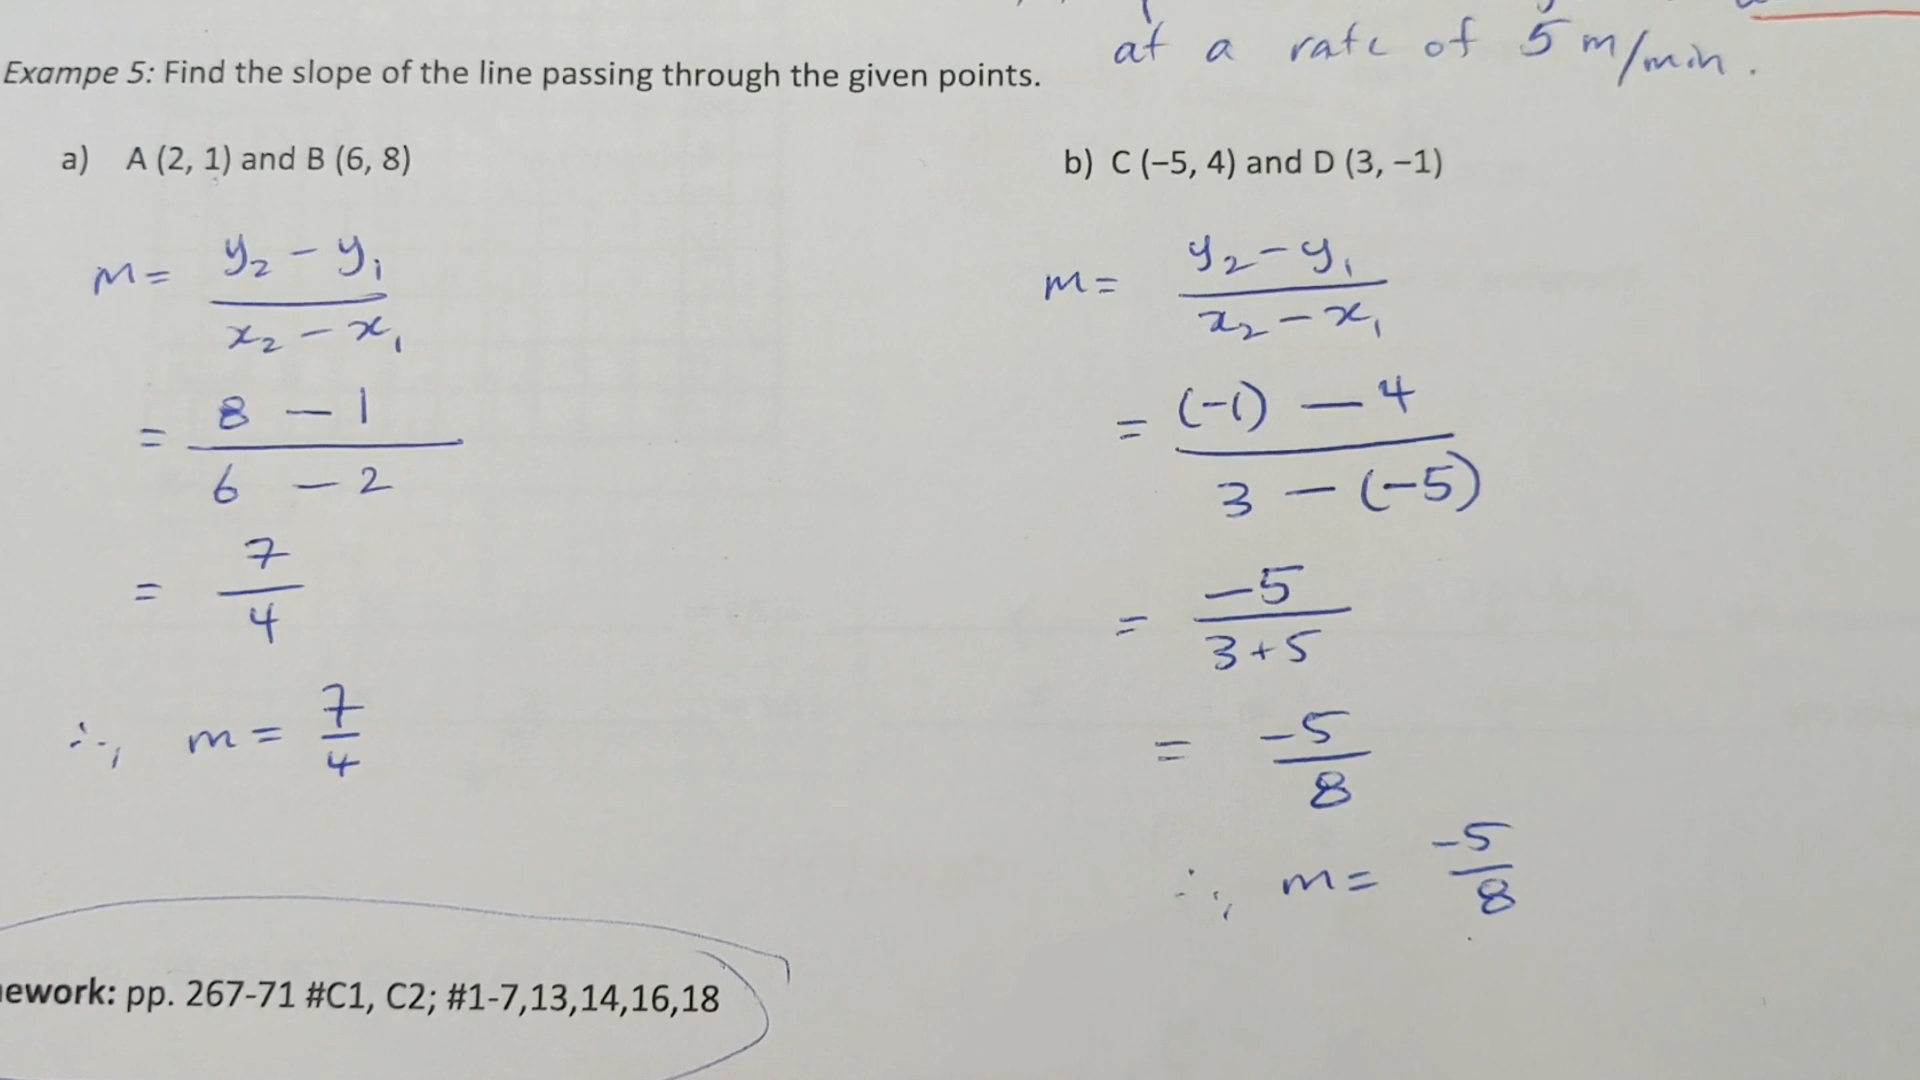 at a rate of 5 m/min.
Exampe 5: Find the slope of the line passing through the given points.
a) A (2, 1) and B (6, 8)
m = y₂ - y₁
x₂ - x₁
= 8 - 1
6 - 2
= 7
4
∴, m = 7
4
b) C (−5, 4) and D (3, −1)
m = y₂ - y₁
x₂ - x₁
= (-1) - 4
3 - (-5)
= -5
3+5
= -5
8
∴, m = -5
8
ework: pp. 267-71 #C1, C2; #1-7,13,14,16,18